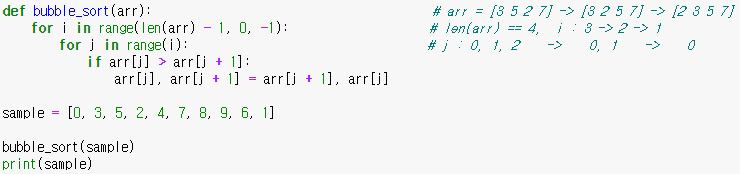 def bubble_sort(arr): # arr = [3 5 2 7] -> [3 2 5 7] -> [2 3 5 7]
    for i in range(len(arr) - 1, 0, -1): # len(arr) == 4, i : 3 -> 2 -> 1
        for j in range(i): # j : 0, 1, 2 -> 0, 1 -> 0
            if arr[j] > arr[j + 1]:
                arr[j], arr[j + 1] = arr[j + 1], arr[j]
sample = [0, 3, 5, 2, 4, 7, 8, 9, 6, 1]
bubble_sort(sample)
print(sample)